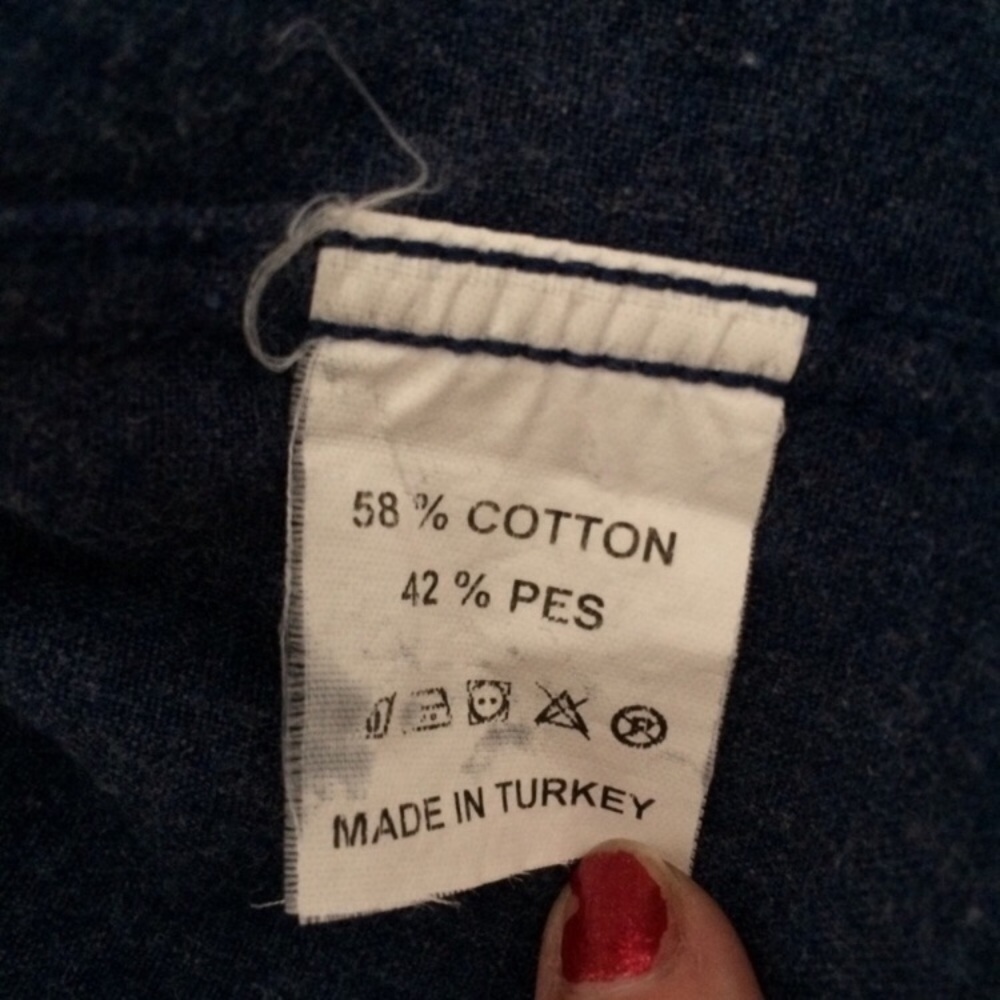 58 % COTTON
42 % PES
MADE IN TURKEY